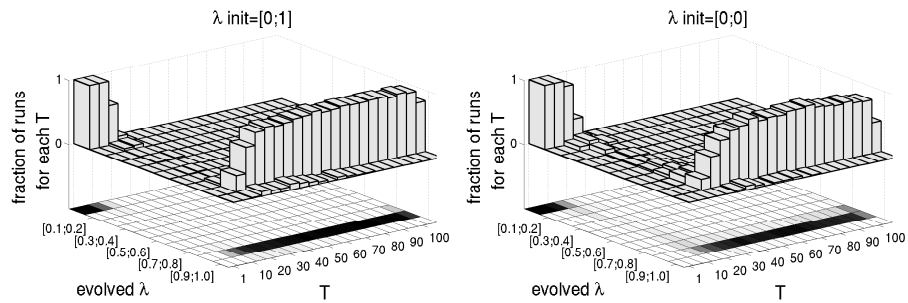 λ init=[0;1]
fraction of runs
for each T
1
0
[0.1;0.2]
[0.3;0.4]
[0.5;0.6]
[0.7;0.8]
[0.9;1.0]
evolved λ
1 10 20 30 40 50 60 70 80 90 100
T
λ init=[0;0]
fraction of runs
for each T
1
0
[0.1;0.2]
[0.3;0.4]
[0.5;0.6]
[0.7;0.8]
[0.9;1.0]
evolved λ
1 10 20 30 40 50 60 70 80 90 100
T